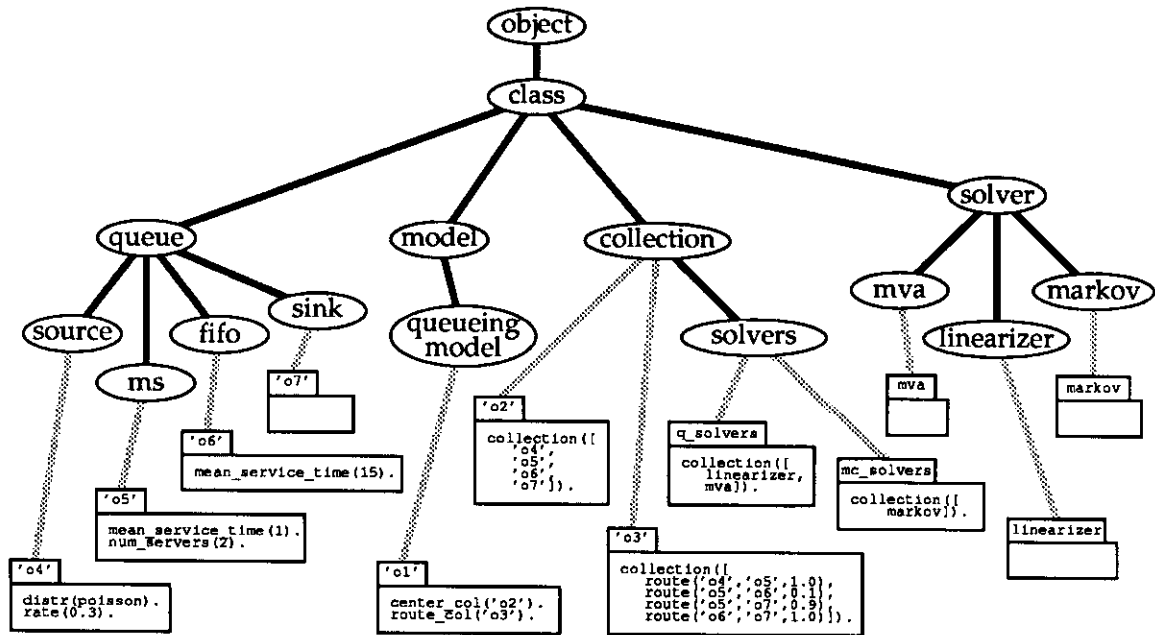 object
class
solver
queue
model
collection
mva
markov
sink
source
fifo
queueing
model
solvers
linearizer
ms
'o7'
mva
markov
'o2'
collection([
'o4',
'o5',
'o6',
'o7']).
q_solvers
collection([
linearizer,
mva]).
'o6'
mean_service_time(15).
mc_solvers
collection([
markov]).
'o5'
mean_service_time(1).
num_servers(2).
linearizer
'o3'
collection([
route('o4','o5',1.0),
route('o5','o6',0.1),
route('o5','o7',0.9),
route('o6','o7',1.0)]).
'o4'
distr(poisson).
rate(0.3).
'o1'
center_col('o2').
route_col('o3').